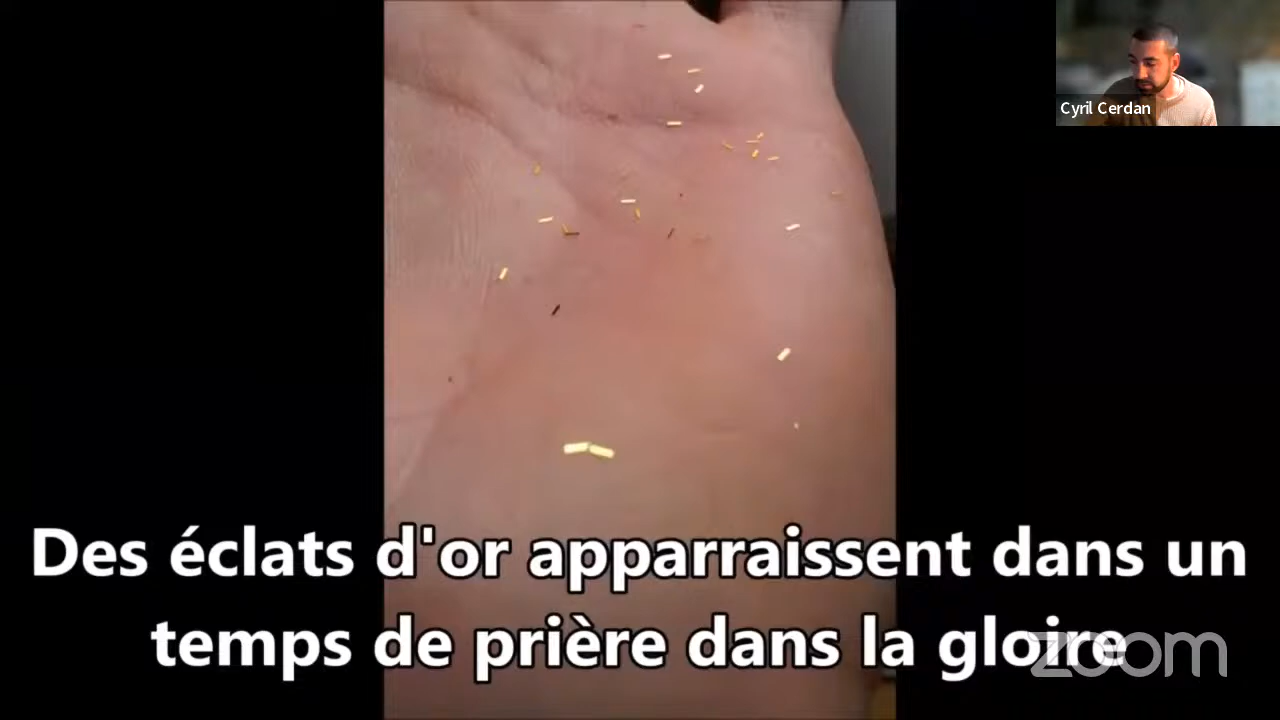 Cyril Cerdan
Des éclats d'or apparraissent dans un
temps de prière dans la gloire
zoom